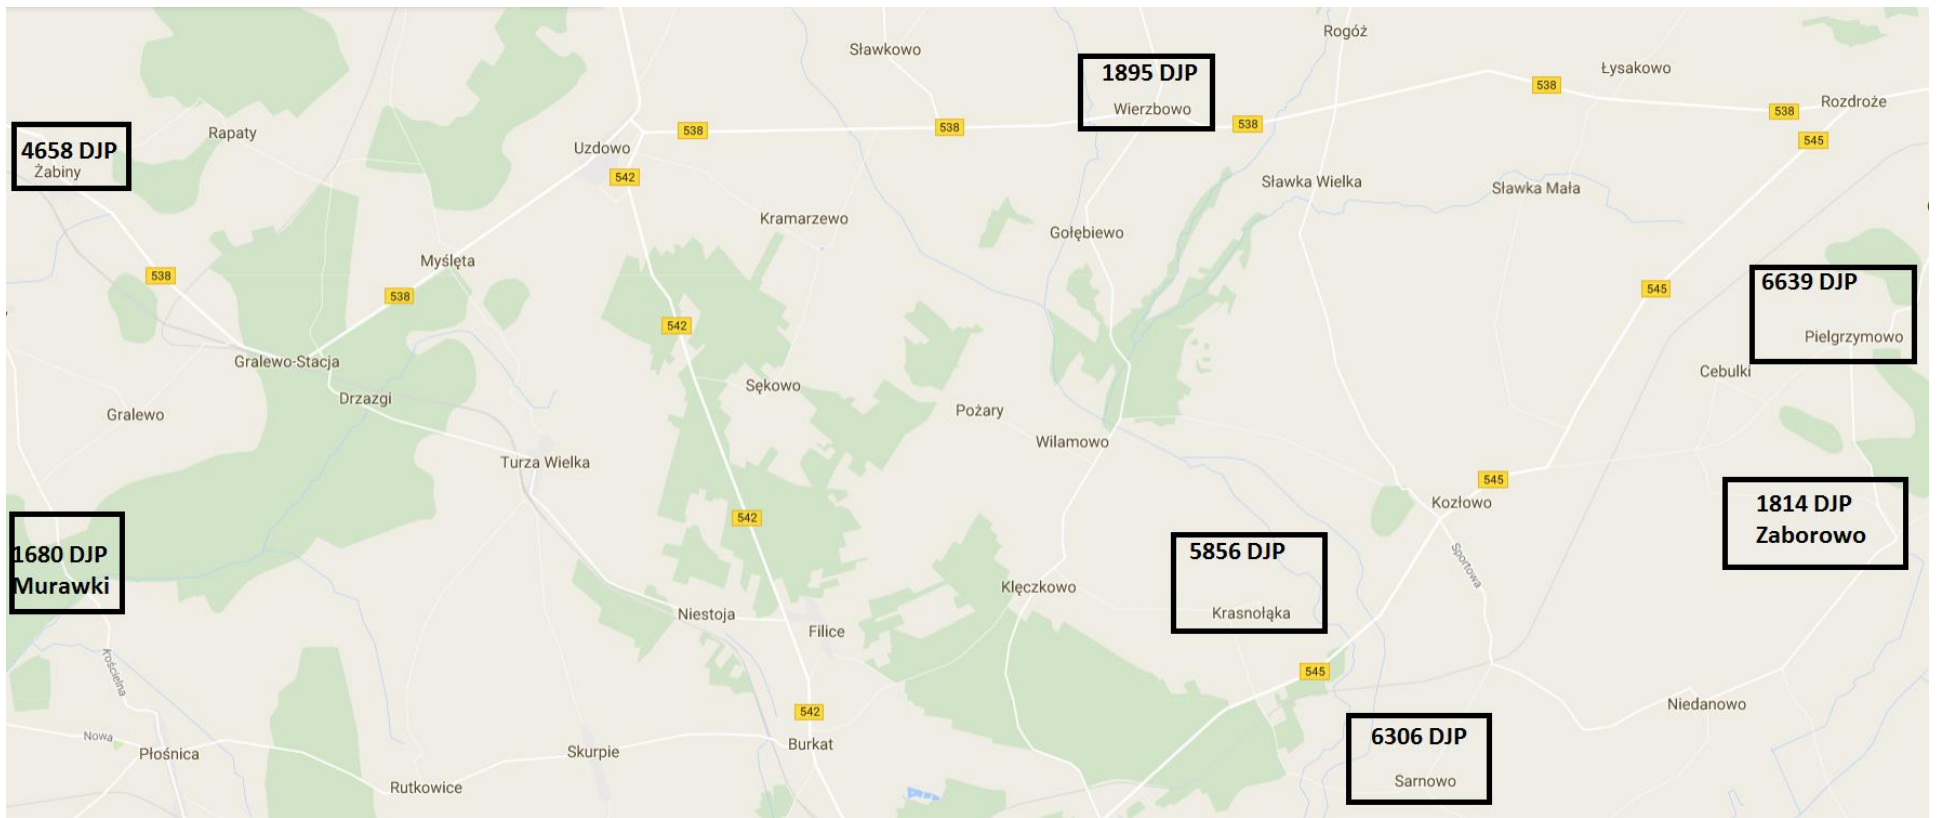 Rogóż
Sławkowo
Łysakowo
1895 DJP
Wierzbowo
538
538
Rozdroże
538
538
538
545
Rapaty
Uzdowo
4658 DJP
Żabiny
542
Sławka Wielka
Sławka Mała
Kramarzewo
Gołębiewo
Myślęta
538
538
545
6639 DJP
Pielgrzymowo
542
Gralewo-Stacja
Cebulki
Sękowo
Drzazgi
Gralewo
Pożary
Wilamowo
Turza Wielka
545
Kozłowo
1814 DJP
Zaborowo
542
1680 DJP
Murawki
5856 DJP
Krasnołąka
Sportowa
Klęczkowo
Niestoja
Filice
Kościelna
545
Niedanowo
542
Nowa
Płośnica
Skurpie
Burkat
6306 DJP
Sarnowo
Rutkowice